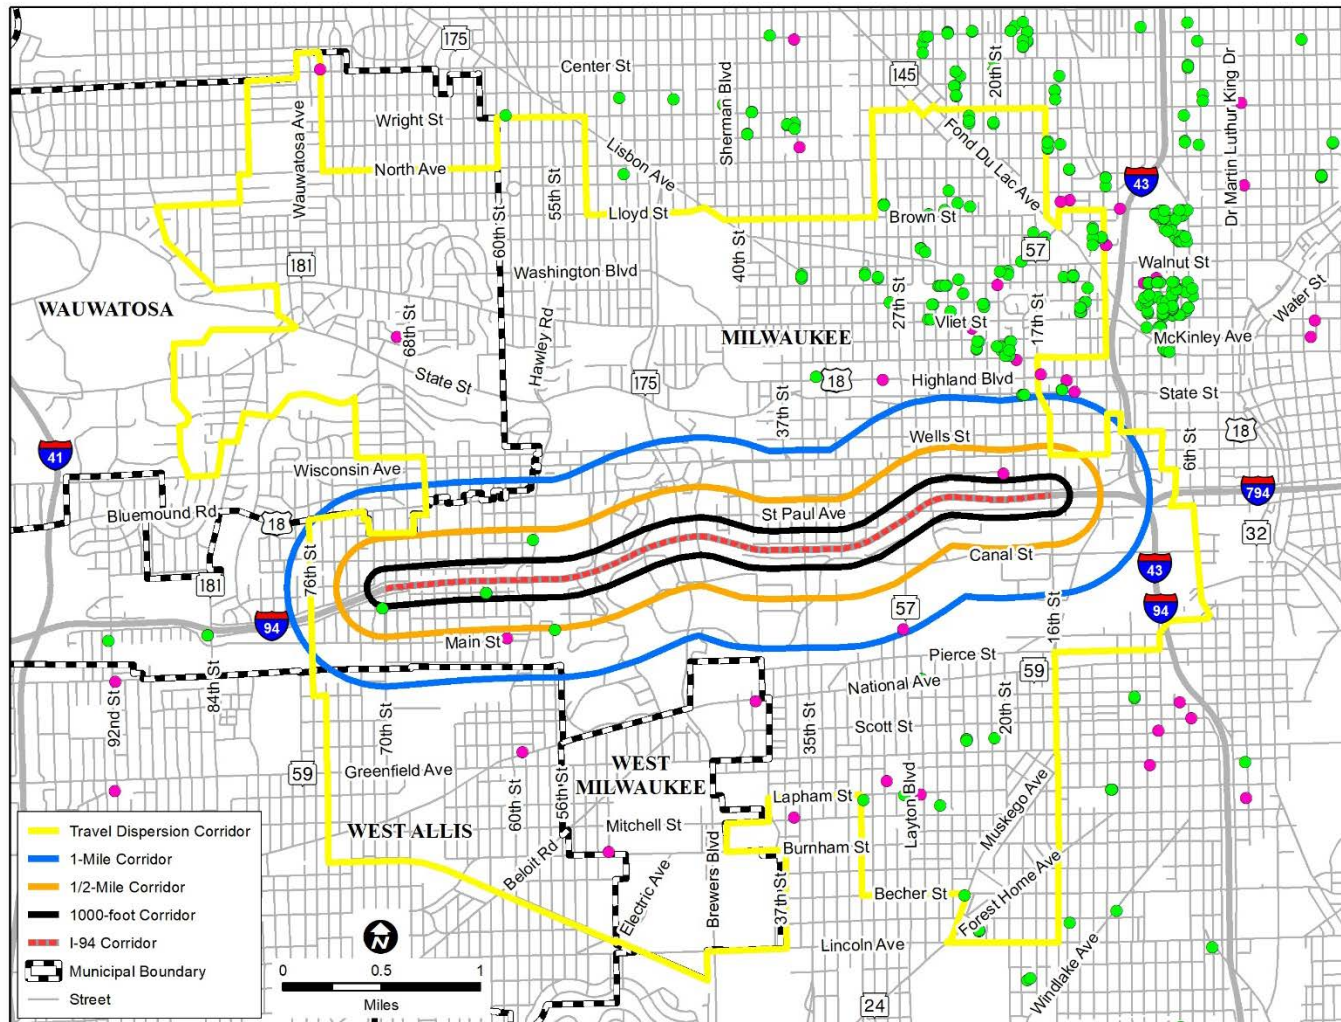 175
Center St
Sherman Blvd
145
20th St
Dr Martin Luthur King Dr
Wauwatosa Ave
Wright St
Lisbon Ave
Fond Du Lac Ave
North Ave
43
55th St
60th St
Lloyd St
Brown St
40th St
57
Walnut St
181
Washington Blvd
27th St
17th St
Water St
WAUWATOSA
68th St
Hawley Rd
MILWAUKEE
Vliet St
McKinley Ave
State St
175
18
Highland Blvd
State St
37th St
Wells St
6th St
18
41
Wisconsin Ave
794
Bluemound Rd
18
St Paul Ave
32
76th St
Canal St
43
181
94
57
16th St
94
Main St
Pierce St
59
National Ave
92nd St
84th St
70th St
35th St
Scott St
20th St
59
Greenfield Ave
60th St
56th St
WEST
MILWAUKEE
Lapham St
Layton Blvd
Muskego Ave
WEST ALLIS
Mitchell St
Burnham St
Beloit Rd
Electric Ave
Brewers Blvd
37th St
Becher St
Forest Home Ave
Lincoln Ave
Windlake Ave
24
Travel Dispersion Corridor
1-Mile Corridor
1/2-Mile Corridor
1000-foot Corridor
I-94 Corridor
Municipal Boundary
Street
N
0 0.5 1
Miles